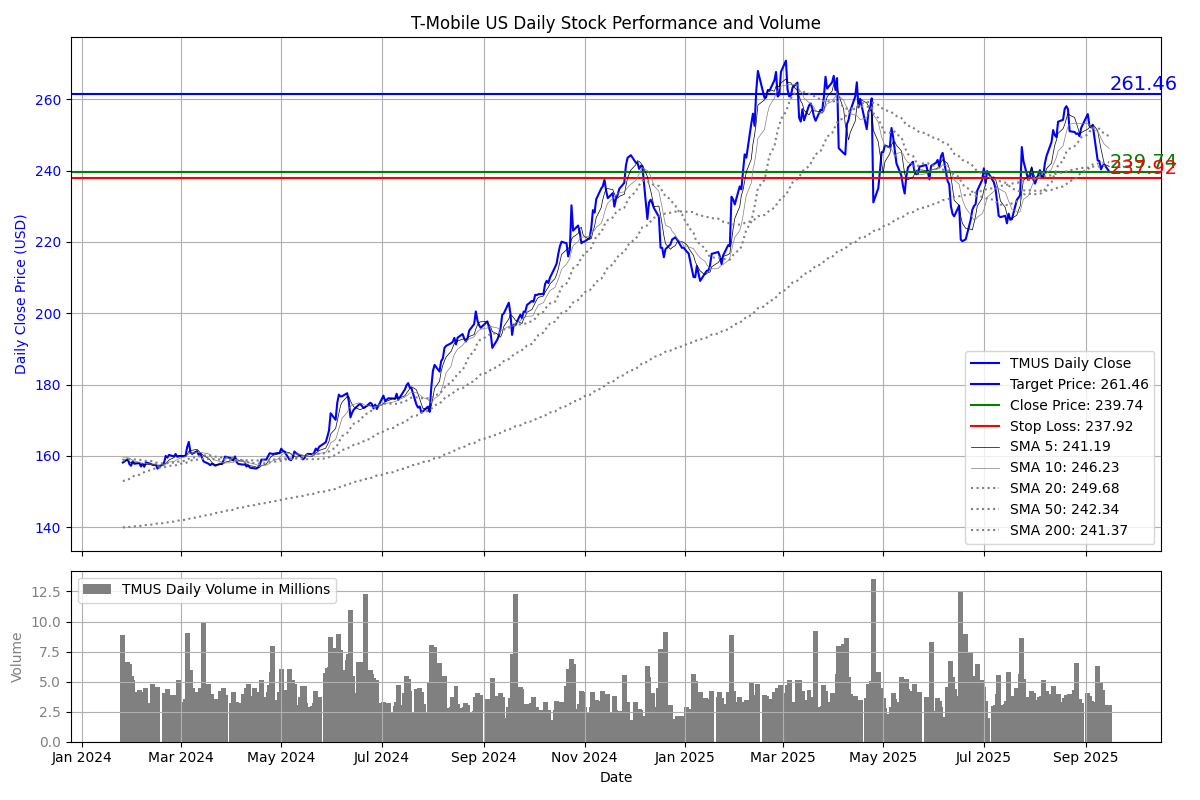 T-Mobile US Daily Stock Performance and Volume
Daily Close Price (USD)
260
240
220
200
180
160
140
261.46
239.74
237.92
TMUS Daily Close
Target Price: 261.46
Close Price: 239.74
Stop Loss: 237.92
SMA 5: 241.19
SMA 10: 246.23
SMA 20: 249.68
SMA 50: 242.34
SMA 200: 241.37
Volume
12.5
10.0
7.5
5.0
2.5
0.0
TMUS Daily Volume in Millions
Jan 2024 Mar 2024 May 2024 Jul 2024 Sep 2024 Nov 2024 Jan 2025 Mar 2025 May 2025 Jul 2025 Sep 2025
Date